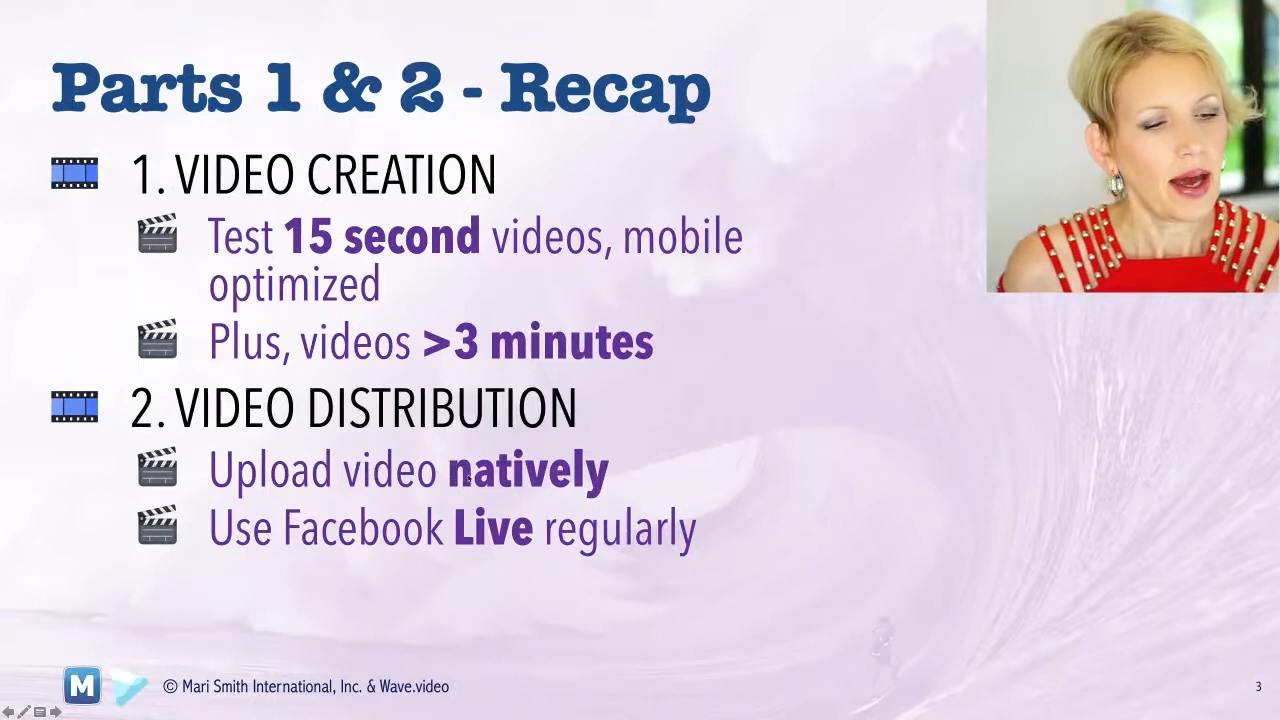 Parts 1 & 2 - Recap
1. VIDEO CREATION
Test 15 second videos, mobile
optimized
Plus, videos >3 minutes
2. VIDEO DISTRIBUTION
Upload video natively
Use Facebook Live regularly
M
© Mari Smith International, Inc. & Wave.video
3